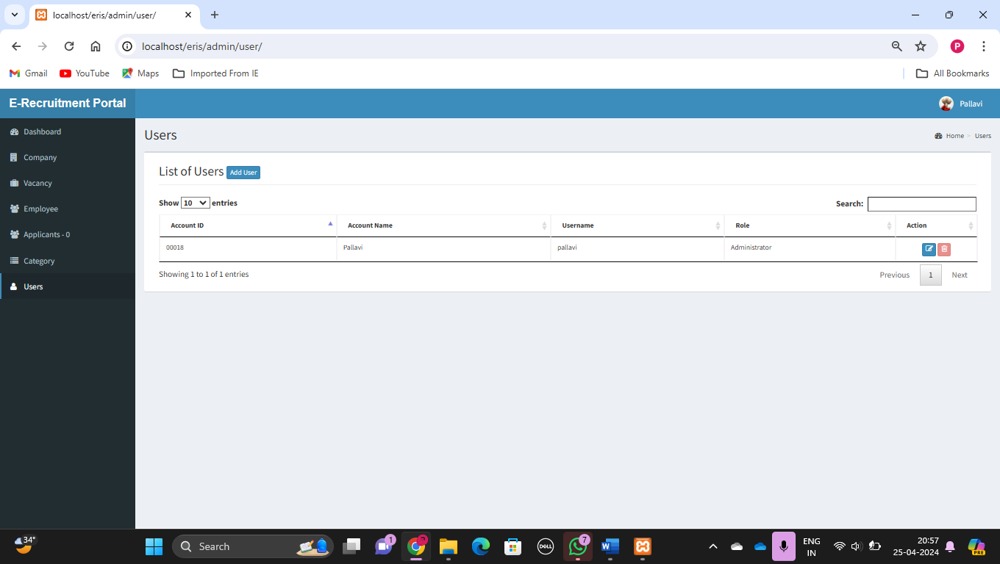 localhost/eris/admin/user/
localhost/eris/admin/user/
P
Gmail
YouTube
Maps
Imported From IE
All Bookmarks
E-Recruitment Portal
Pallavi
Dashboard
Company
Vacancy
Employee
Applicants - 0
Category
Users
Users
Home > Users
List of Users Add User
Show 10 entries
Search:
Account ID Account Name Username Role Action
00018 Pallavi pallavi Administrator
Showing 1 to 1 of 1 entries
Previous 1 Next
34°
Search
1
DELL
7
W
ENG
IN
20:57
25-04-2024
PRE